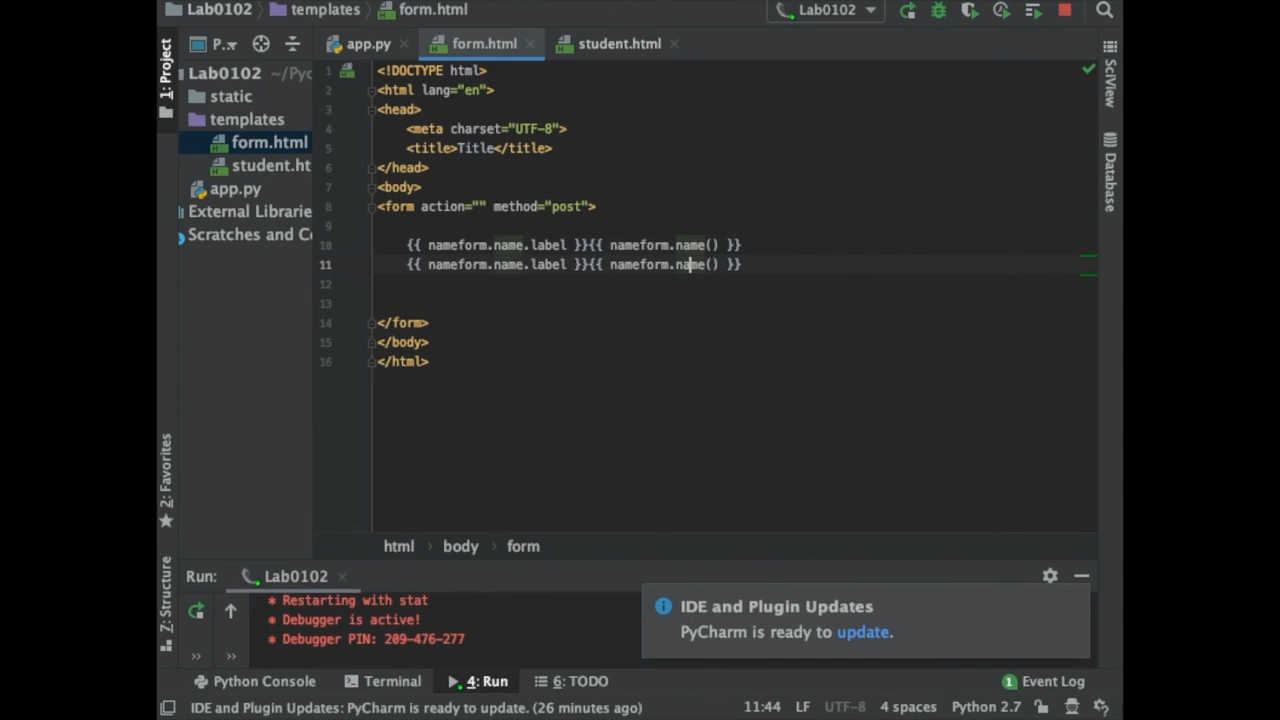 Lab0102 templates form.html Lab0102
P.. app.py form.html student.html
1: Project
Lab0102 ~/Pyc
static
templates
form.html
student.ht
app.py
External Librarie
Scratches and Co
1 <!DOCTYPE html>
2 <html lang="en">
3 <head>
4 <meta charset="UTF-8">
5 <title>Title</title>
6 </head>
7 <body>
8 <form action="" method="post">
9
10 {{ nameform.name.label }}{{ nameform.name() }}
11 {{ nameform.name.label }}{{ nameform.name() }}
12
13
14 </form>
15 </body>
16 </html>
SciView
Database
2: Favorites
Z: Structure
html body form
Run: Lab0102
* Restarting with stat
* Debugger is active!
* Debugger PIN: 209-476-277
IDE and Plugin Updates
PyCharm is ready to update.
Python Console Terminal 4: Run 6: TODO 1 Event Log
IDE and Plugin Updates: PyCharm is ready to update. (26 minutes ago) 11:44 LF UTF-8 4 spaces Python 2.7